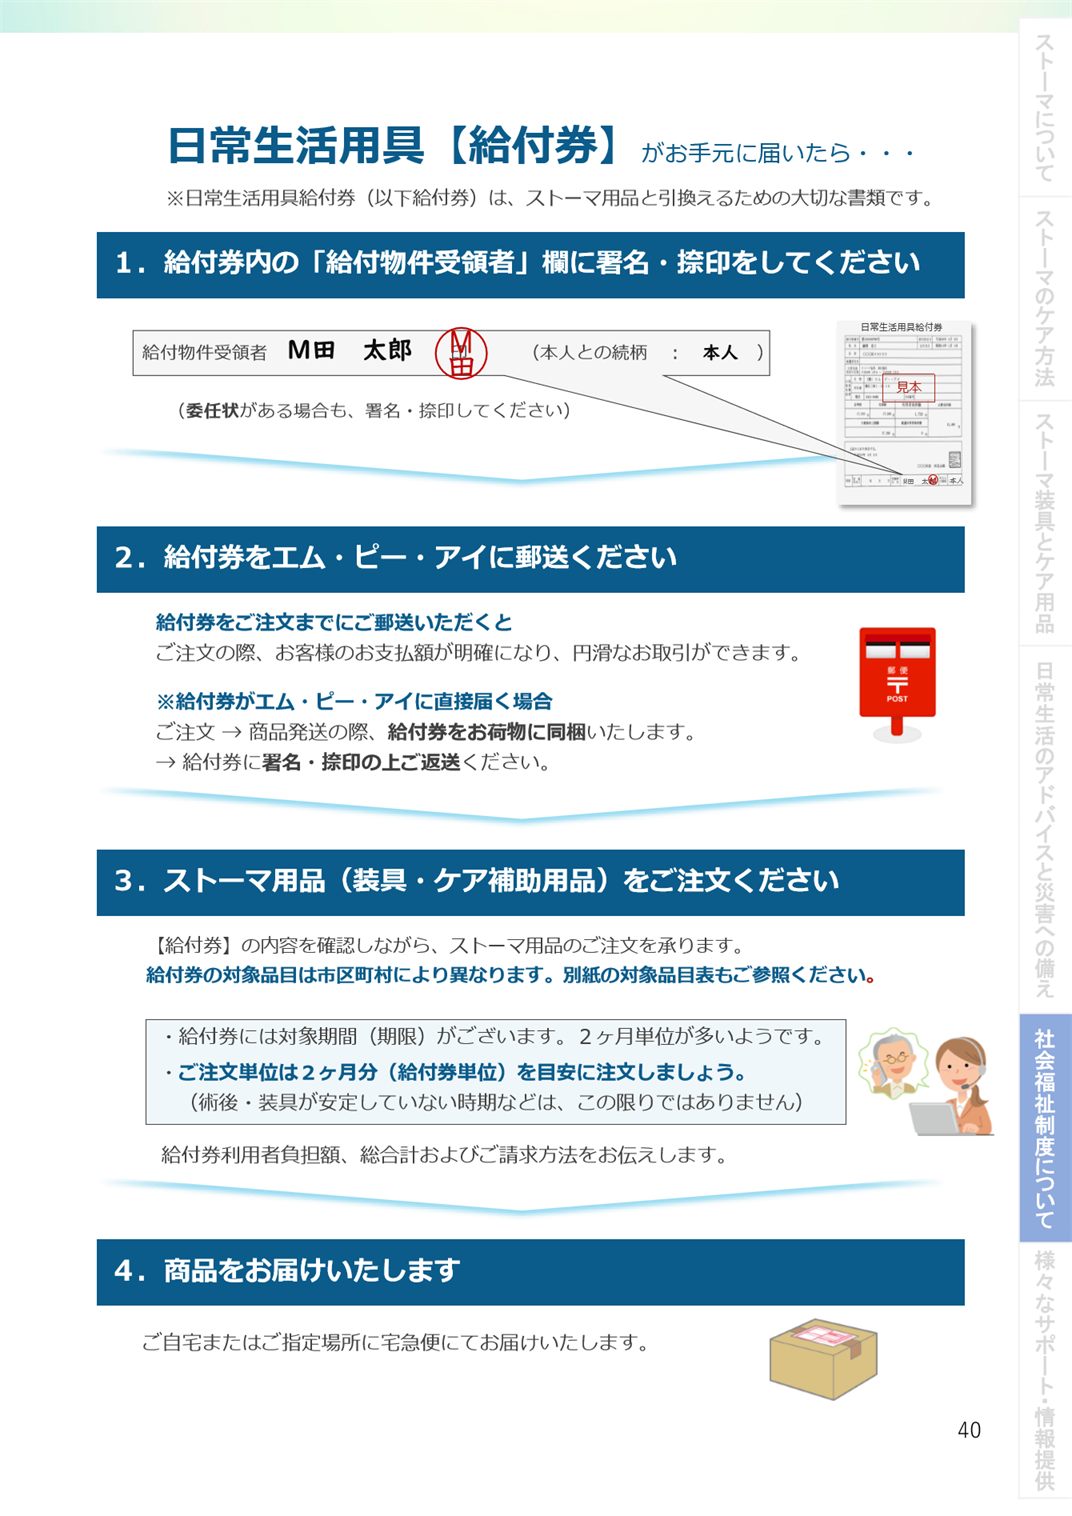 日常生活用具【給付券】がお手元に届いたら・・・
※日常生活用具給付券（以下給付券）は、ストーマ用品と引換えるための大切な書類です。
１．給付券内の「給付物件受領者」欄に署名・捺印をしてください
給付物件受領者 Ｍ田 太郎 印 M田 （本人との続柄 ： 本人 ）
（委任状がある場合も、署名・捺印してください）
日常生活用具給付券
見本
M田 太郎 本人
２．給付券をエム・ピー・アイに郵送ください
給付券をご注文までにご郵送いただくと
ご注文の際、お客様のお支払額が明確になり、円滑なお取引ができます。
※給付券がエム・ピー・アイに直接届く場合
ご注文 → 商品発送の際、給付券をお荷物に同梱いたします。
→ 給付券に署名・捺印の上ご返送ください。
郵便
〒
POST
３．ストーマ用品（装具・ケア補助用品）をご注文ください
【給付券】の内容を確認しながら、ストーマ用品のご注文を承ります。
給付券の対象品目は市区町村により異なります。別紙の対象品目表もご参照ください。
・給付券には対象期間（期限）がございます。２ヶ月単位が多いようです。
・ご注文単位は２ヶ月分（給付券単位）を目安に注文しましょう。
（術後・装具が安定していない時期などは、この限りではありません）
給付券利用者負担額、総合計およびご請求方法をお伝えします。
４．商品をお届けいたします
ご自宅またはご指定場所に宅急便にてお届けいたします。
40
ストーマについて
ストーマのケア方法
ストーマ装具とケア用品
日常生活のアドバイスと災害への備え
社会福祉制度について
様々なサポート・情報提供